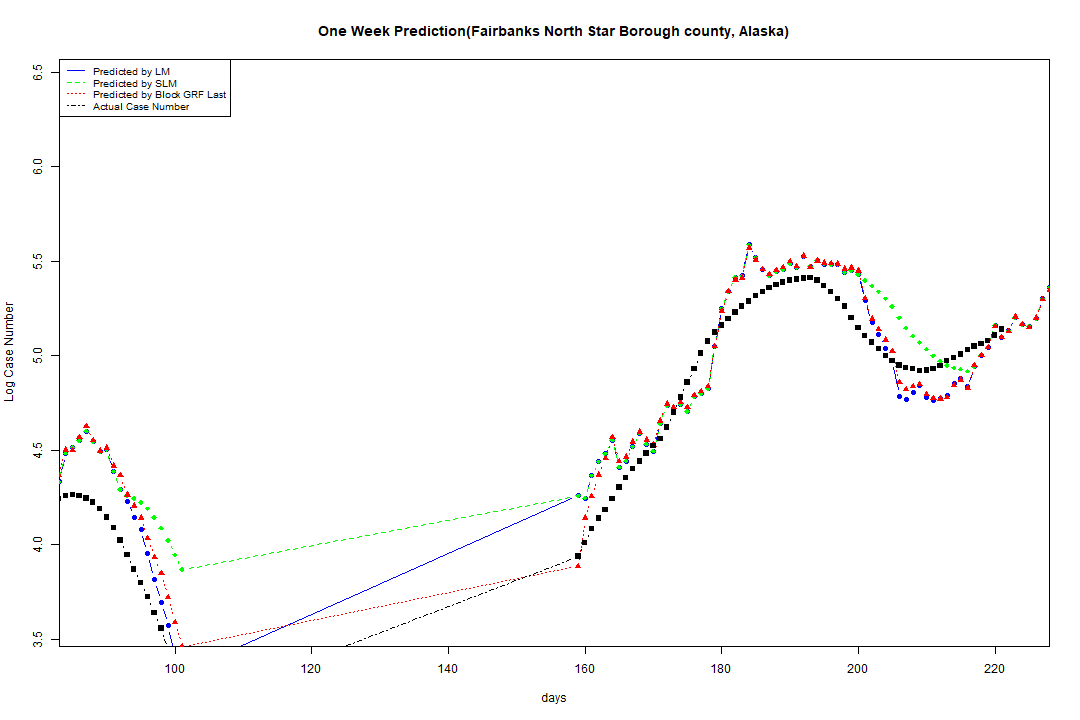 One Week Prediction(Fairbanks North Star Borough county, Alaska)
Predicted by LM
Predicted by SLM
Predicted by Block GRF Last
Actual Case Number
Log Case Number
6.5
6.0
5.5
5.0
4.5
4.0
3.5
100 120 140 160 180 200 220
days